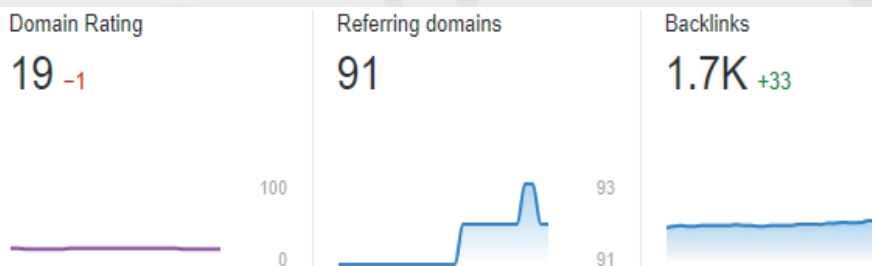 Domain Rating
19 –1
100
0
Referring domains
91
93
91
Backlinks
1.7K +33